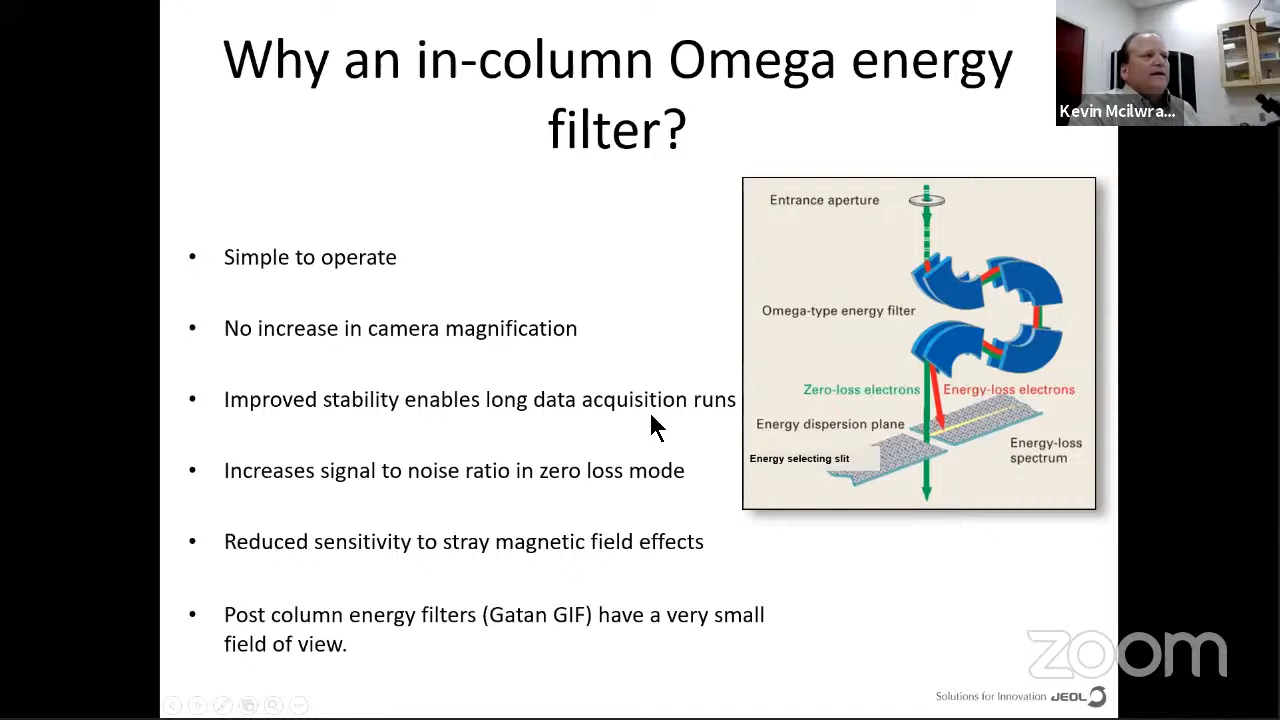 Why an in-column Omega energy
filter?
Kevin Mcilwra...
• Simple to operate
• No increase in camera magnification
• Improved stability enables long data acquisition runs
• Increases signal to noise ratio in zero loss mode
• Reduced sensitivity to stray magnetic field effects
• Post column energy filters (Gatan GIF) have a very small
field of view.
Entrance aperture
Omega-type energy filter
Zero-loss electrons
Energy-loss electrons
Energy dispersion plane
Energy-loss
spectrum
Energy selecting slit
zoom
Solutions for Innovation JEOL